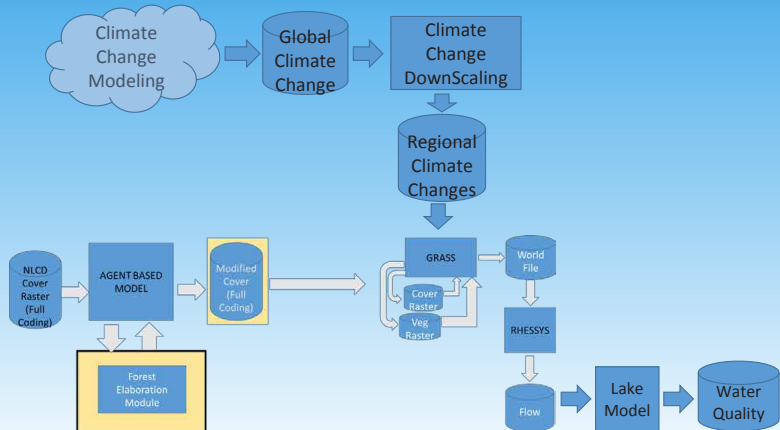 Climate
Change
Modeling
Global
Climate
Change
Climate
Change
DownScaling
Regional
Climate
Changes
NLCD
Cover
Raster
(Full
Coding)
AGENT BASED
MODEL
Modified
Cover (Full
Coding)
GRASS
World
File
Cover
Raster
Veg
Raster
RHESSYS
Forest
Elaboration
Module
Flow
Lake
Model
Water
Quality